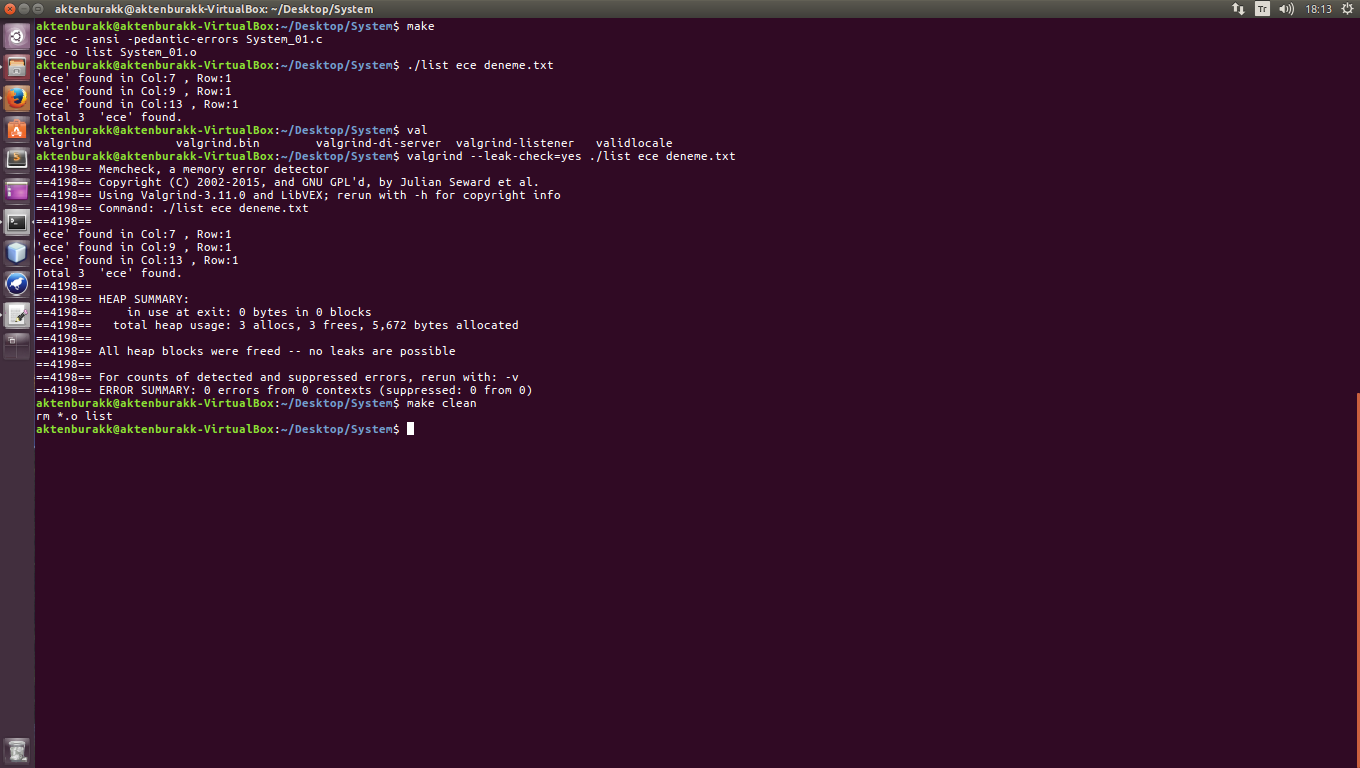 aktenburakk@aktenburakk-VirtualBox: ~/Desktop/System
Tr
18:13
aktenburakk@aktenburakk-VirtualBox:~/Desktop/System$ make
gcc -c -ansi -pedantic-errors System_01.c
gcc -o list System_01.o
aktenburakk@aktenburakk-VirtualBox:~/Desktop/System$ ./list ece deneme.txt
'ece' found in Col:7 , Row:1
'ece' found in Col:9 , Row:1
'ece' found in Col:13 , Row:1
Total 3  'ece' found.
aktenburakk@aktenburakk-VirtualBox:~/Desktop/System$ val
valgrind            valgrind.bin        valgrind-di-server  valgrind-listener   validlocale
aktenburakk@aktenburakk-VirtualBox:~/Desktop/System$ valgrind --leak-check=yes ./list ece deneme.txt
==4198== Memcheck, a memory error detector
==4198== Copyright (C) 2002-2015, and GNU GPL'd, by Julian Seward et al.
==4198== Using Valgrind-3.11.0 and LibVEX; rerun with -h for copyright info
==4198== Command: ./list ece deneme.txt
==4198==
'ece' found in Col:7 , Row:1
'ece' found in Col:9 , Row:1
'ece' found in Col:13 , Row:1
Total 3  'ece' found.
==4198==
==4198== HEAP SUMMARY:
==4198==     in use at exit: 0 bytes in 0 blocks
==4198==   total heap usage: 3 allocs, 3 frees, 5,672 bytes allocated
==4198==
==4198== All heap blocks were freed -- no leaks are possible
==4198==
==4198== For counts of detected and suppressed errors, rerun with: -v
==4198== ERROR SUMMARY: 0 errors from 0 contexts (suppressed: 0 from 0)
aktenburakk@aktenburakk-VirtualBox:~/Desktop/System$ make clean
rm *.o list
aktenburakk@aktenburakk-VirtualBox:~/Desktop/System$